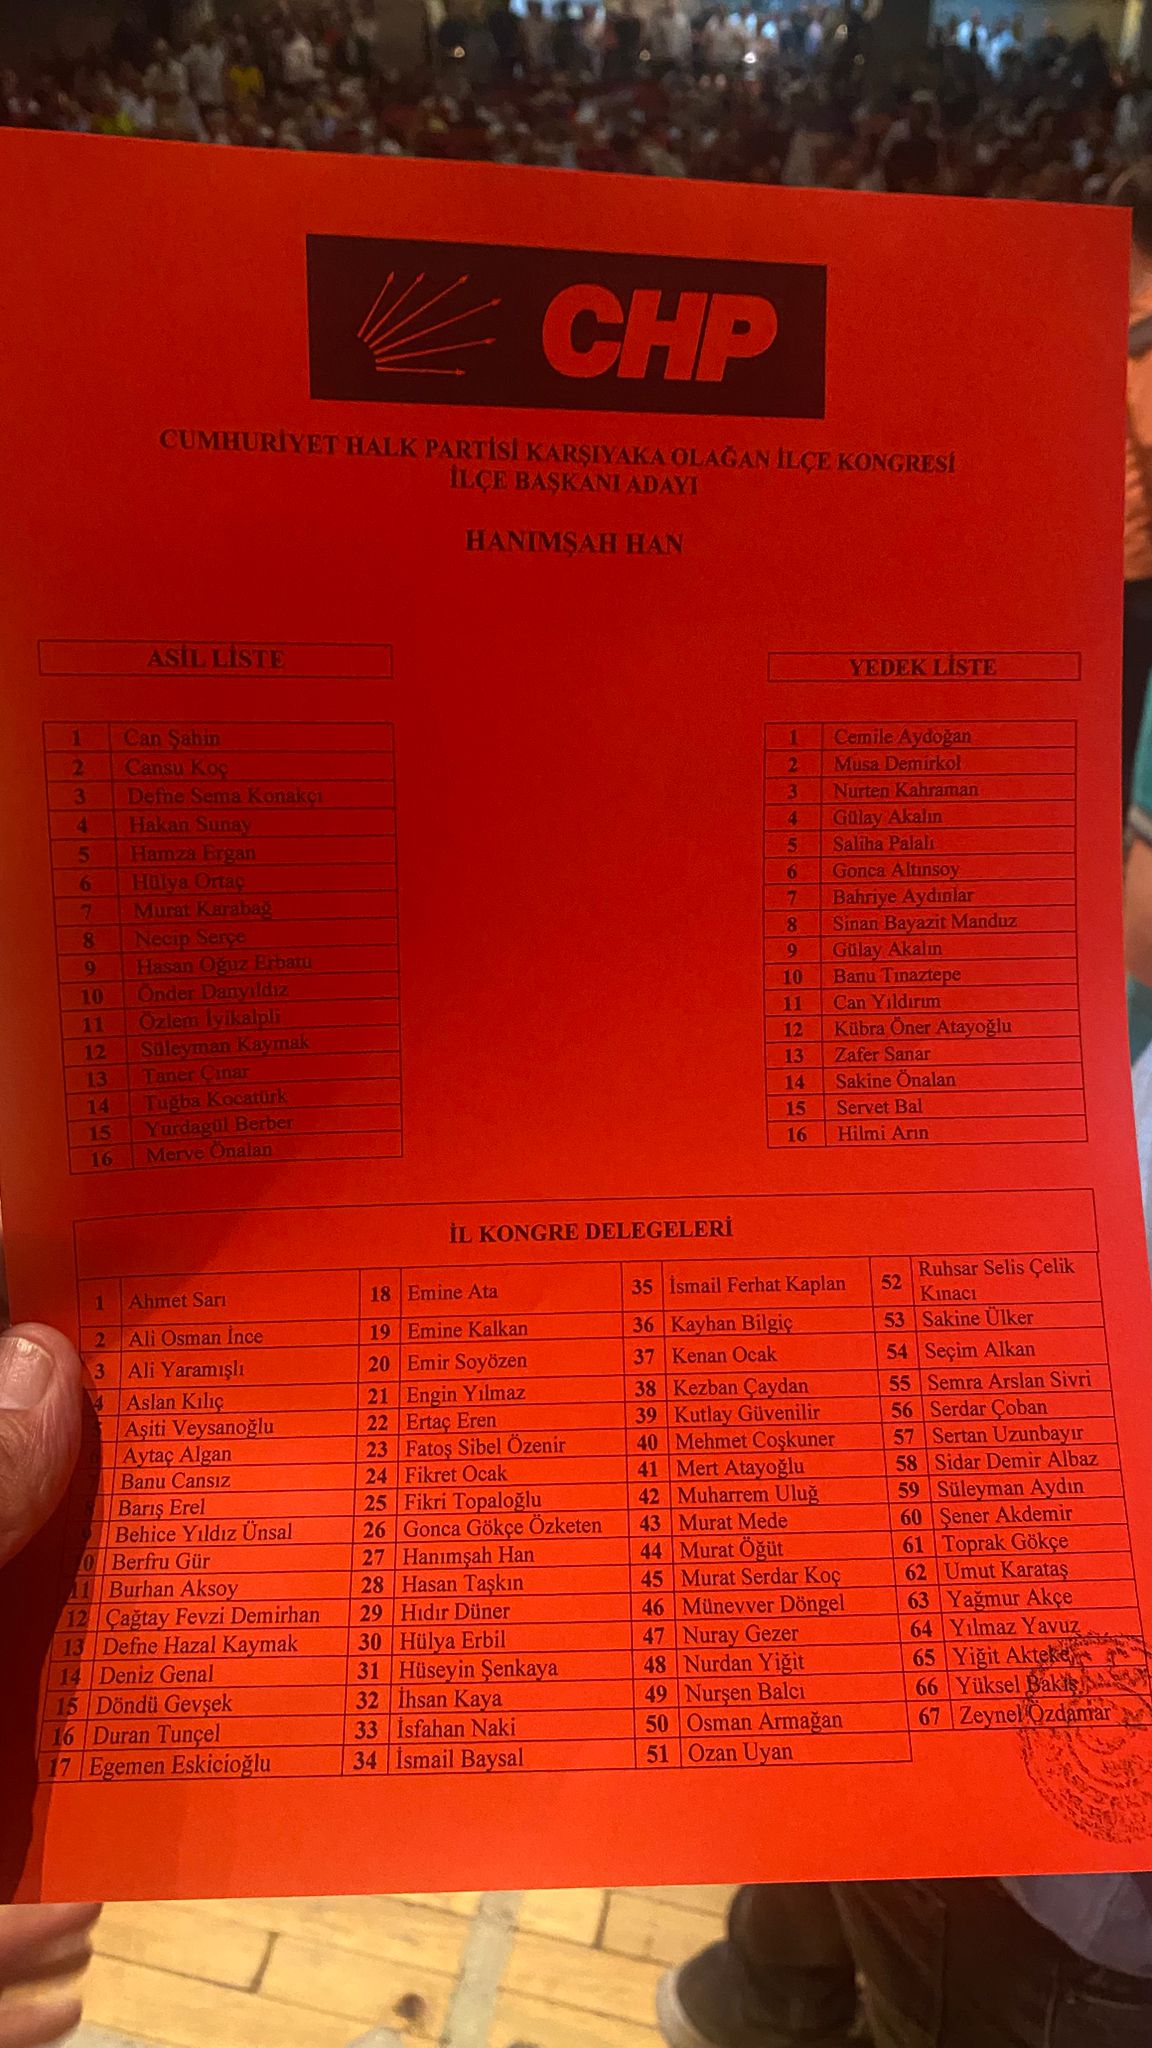 CHP
CUMHURİYET HALK PARTİSİ KARŞIYAKA OLAĞAN İLÇE KONGRESİ
İLÇE BAŞKANI ADAYI
HANIMŞAH HAN
ASİL LİSTE
1 Can Şahin
2 Cansu Koç
3 Defne Sema Konakçı
4 Hakan Sunay
5 Hamza Ergan
6 Hülya Ortaç
7 Murat Karabağ
8 Necip Serçe
9 Hasan Oğuz Erbatu
10 Önder Danyıldız
11 Özlem İyikalpli
12 Süleyman Kaymak
13 Taner Çınar
14 Tuğba Kocatürk
15 Yurdagül Berber
16 Merve Önalan
YEDEK LİSTE
1 Cemile Aydoğan
2 Musa Demirkol
3 Nurten Kahraman
4 Gülay Akalın
5 Saliha Palalı
6 Gonca Altınsoy
7 Bahriye Aydınlar
8 Sinan Bayazit Manduz
9 Gülay Akalın
10 Banu Tınaztepe
11 Can Yıldırım
12 Kübra Öner Atayoğlu
13 Zafer Sanar
14 Sakine Önalan
15 Servet Bal
16 Hilmi Arın
İL KONGRE DELEGELERİ
1 Ahmet Sarı
2 Ali Osman İnce
3 Ali Yaramışlı
4 Aslan Kılıç
Aşiti Veysanoğlu
Aytaç Algan
Banu Cansız
8 Barış Erel
Behice Yıldız Ünsal
0 Berfru Gür
11 Burhan Aksoy
12 Çağtay Fevzi Demirhan
13 Defne Hazal Kaymak
14 Deniz Genal
15 Döndü Gevşek
16 Duran Tunçel
17 Egemen Eskicioğlu
18 Emine Ata
19 Emine Kalkan
20 Emir Soyözen
21 Engin Yılmaz
22 Ertaç Eren
23 Fatoş Sibel Özenir
24 Fikret Ocak
25 Fikri Topaloğlu
26 Gonca Gökçe Özketen
27 Hanımşah Han
28 Hasan Taşkın
29 Hıdır Düner
30 Hülya Erbil
31 Hüseyin Şenkaya
32 İhsan Kaya
33 İsfahan Naki
34 İsmail Baysal
35 İsmail Ferhat Kaplan
36 Kayhan Bilgiç
37 Kenan Ocak
38 Kezban Çaydan
39 Kutlay Güvenilir
40 Mehmet Coşkuner
41 Mert Atayoğlu
42 Muharrem Uluğ
43 Murat Mede
44 Murat Öğüt
45 Murat Serdar Koç
46 Münevver Döngel
47 Nuray Gezer
48 Nurdan Yiğit
49 Nurşen Balcı
50 Osman Armağan
51 Ozan Uyan
52 Ruhsar Selis Çelik
Kınacı
53 Sakine Ülker
54 Seçim Alkan
55 Semra Arslan Sivri
56 Serdar Çoban
57 Sertan Uzunbayır
58 Sidar Demir Albaz
59 Süleyman Aydın
60 Şener Akdemir
61 Toprak Gökçe
62 Umut Karataş
63 Yağmur Akçe
64 Yılmaz Yavuz
65 Yiğit Aktekin
66 Yüksel Bakış
67 Zeynel Özdamar